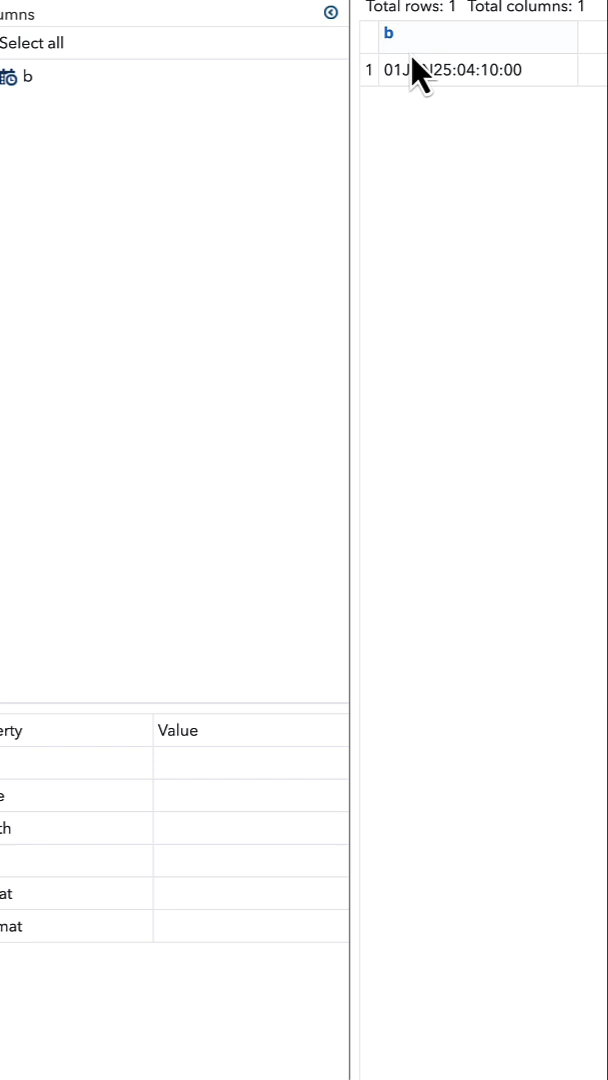 umns
Select all
b
Total rows: 1 Total columns: 1
b
1
erty Value
e
th
at
mat